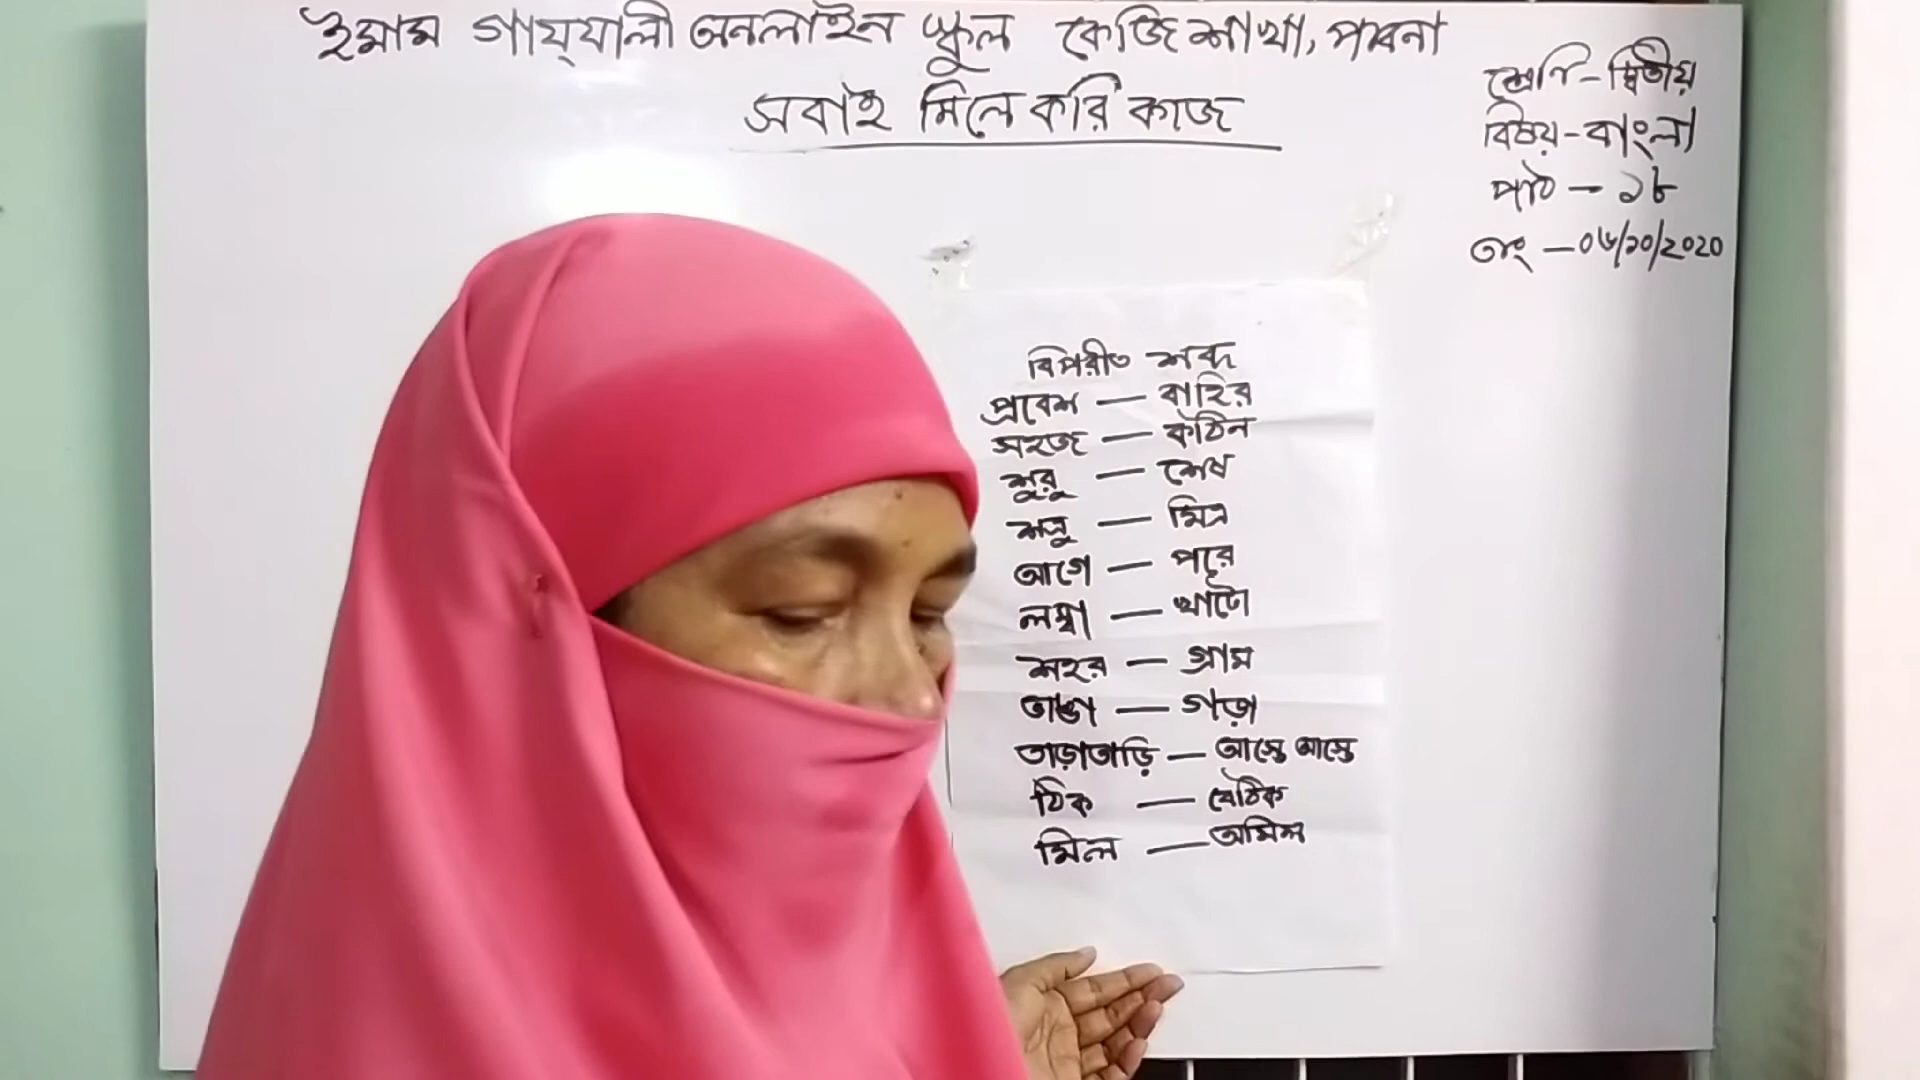 ইমাম গায্যালী অনলাইন স্কুল কেজি শাখা, পাবনা
সবাই মিলে করি কাজ
শ্রেণি - দ্বিতীয়
বিষয় - বাংলা
পাঠ - ১৮
তাং - ০৬/১০/২০২০
বিপরীত শব্দ
প্রবেশ — বাহির
সহজ — কঠিন
শুরু — শেষ
শত্রু — মিত্র
আগে — পরে
লম্বা — খাটো
শহর — গ্রাম
ভাঙা — গড়া
তাড়াতাড়ি — আস্তে আস্তে
ঠিক — বেঠিক
মিল — অমিল